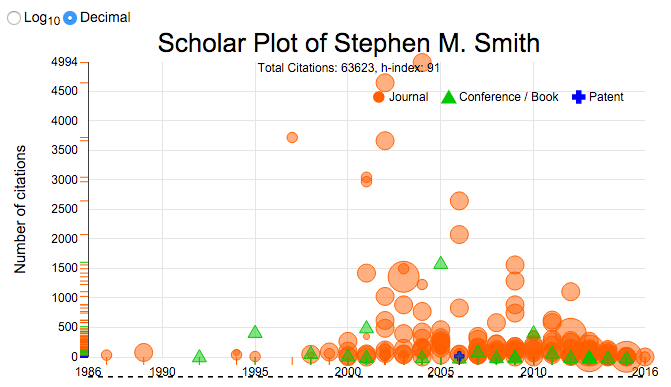 Log10 Decimal
Scholar Plot of Stephen M. Smith
Total Citations: 63623, h-index: 91
Journal Conference / Book Patent
Number of citations
4994
4500
4000
3500
3000
2500
2000
1500
1000
500
0
1986 1990 1995 2000 2005 2010 2016